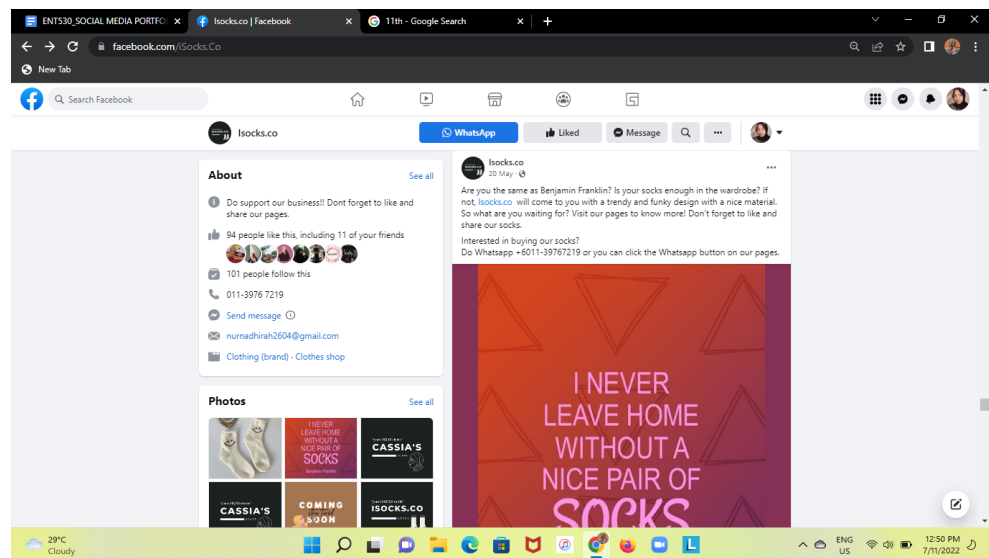 ENT530_SOCIAL MEDIA PORTFO
Isocks.co | Facebook
11th - Google Search
facebook.com/iSocks.Co
New Tab
Search Facebook
Isocks.co
WhatsApp
Liked
Message
About
See all
Do support our business!! Dont forget to like and
share our pages.
94 people like this, including 11 of your friends
101 people follow this
011-3976 7219
Send message
nurnadhirah2604@gmail.com
Clothing (brand) · Clothes shop
Photos
See all
I NEVER
LEAVE HOME
WITHOUT A
NICE PAIR OF
SOCKS
Benjamin Franklin
CASSIA'S
CASSIA'S
COMING
SOON
ISOCKS.CO
Isocks.co
20 May ·
Are you the same as Benjamin Franklin? Is your socks enough in the wardrobe? If
not, Isocks.co will come to you with a trendy and funky design with a nice material.
So what are you waiting for? Visit our pages to know more! Don't forget to like and
share our socks.
Interested in buying our socks?
Do Whatsapp +6011-39767219 or you can click the Whatsapp button on our pages.
I NEVER
LEAVE HOME
WITHOUT A
NICE PAIR OF
SOCKS
29°C
Cloudy
ENG
US
12:50 PM
7/11/2022